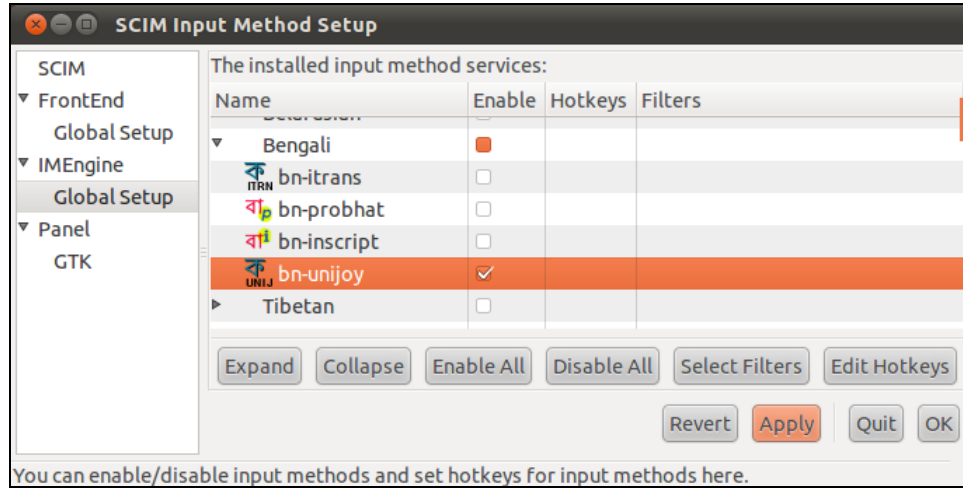 SCIM Input Method Setup
SCIM
FrontEnd
Global Setup
IMEngine
Global Setup
Panel
GTK
The installed input method services:
Name Enable Hotkeys Filters
Bengali
ক ITRN bn-itrans
বা p bn-probhat
বা i bn-inscript
ক UNIJ bn-unijoy
Tibetan
Expand Collapse Enable All Disable All Select Filters Edit Hotkeys
Revert Apply Quit OK
You can enable/disable input methods and set hotkeys for input methods here.